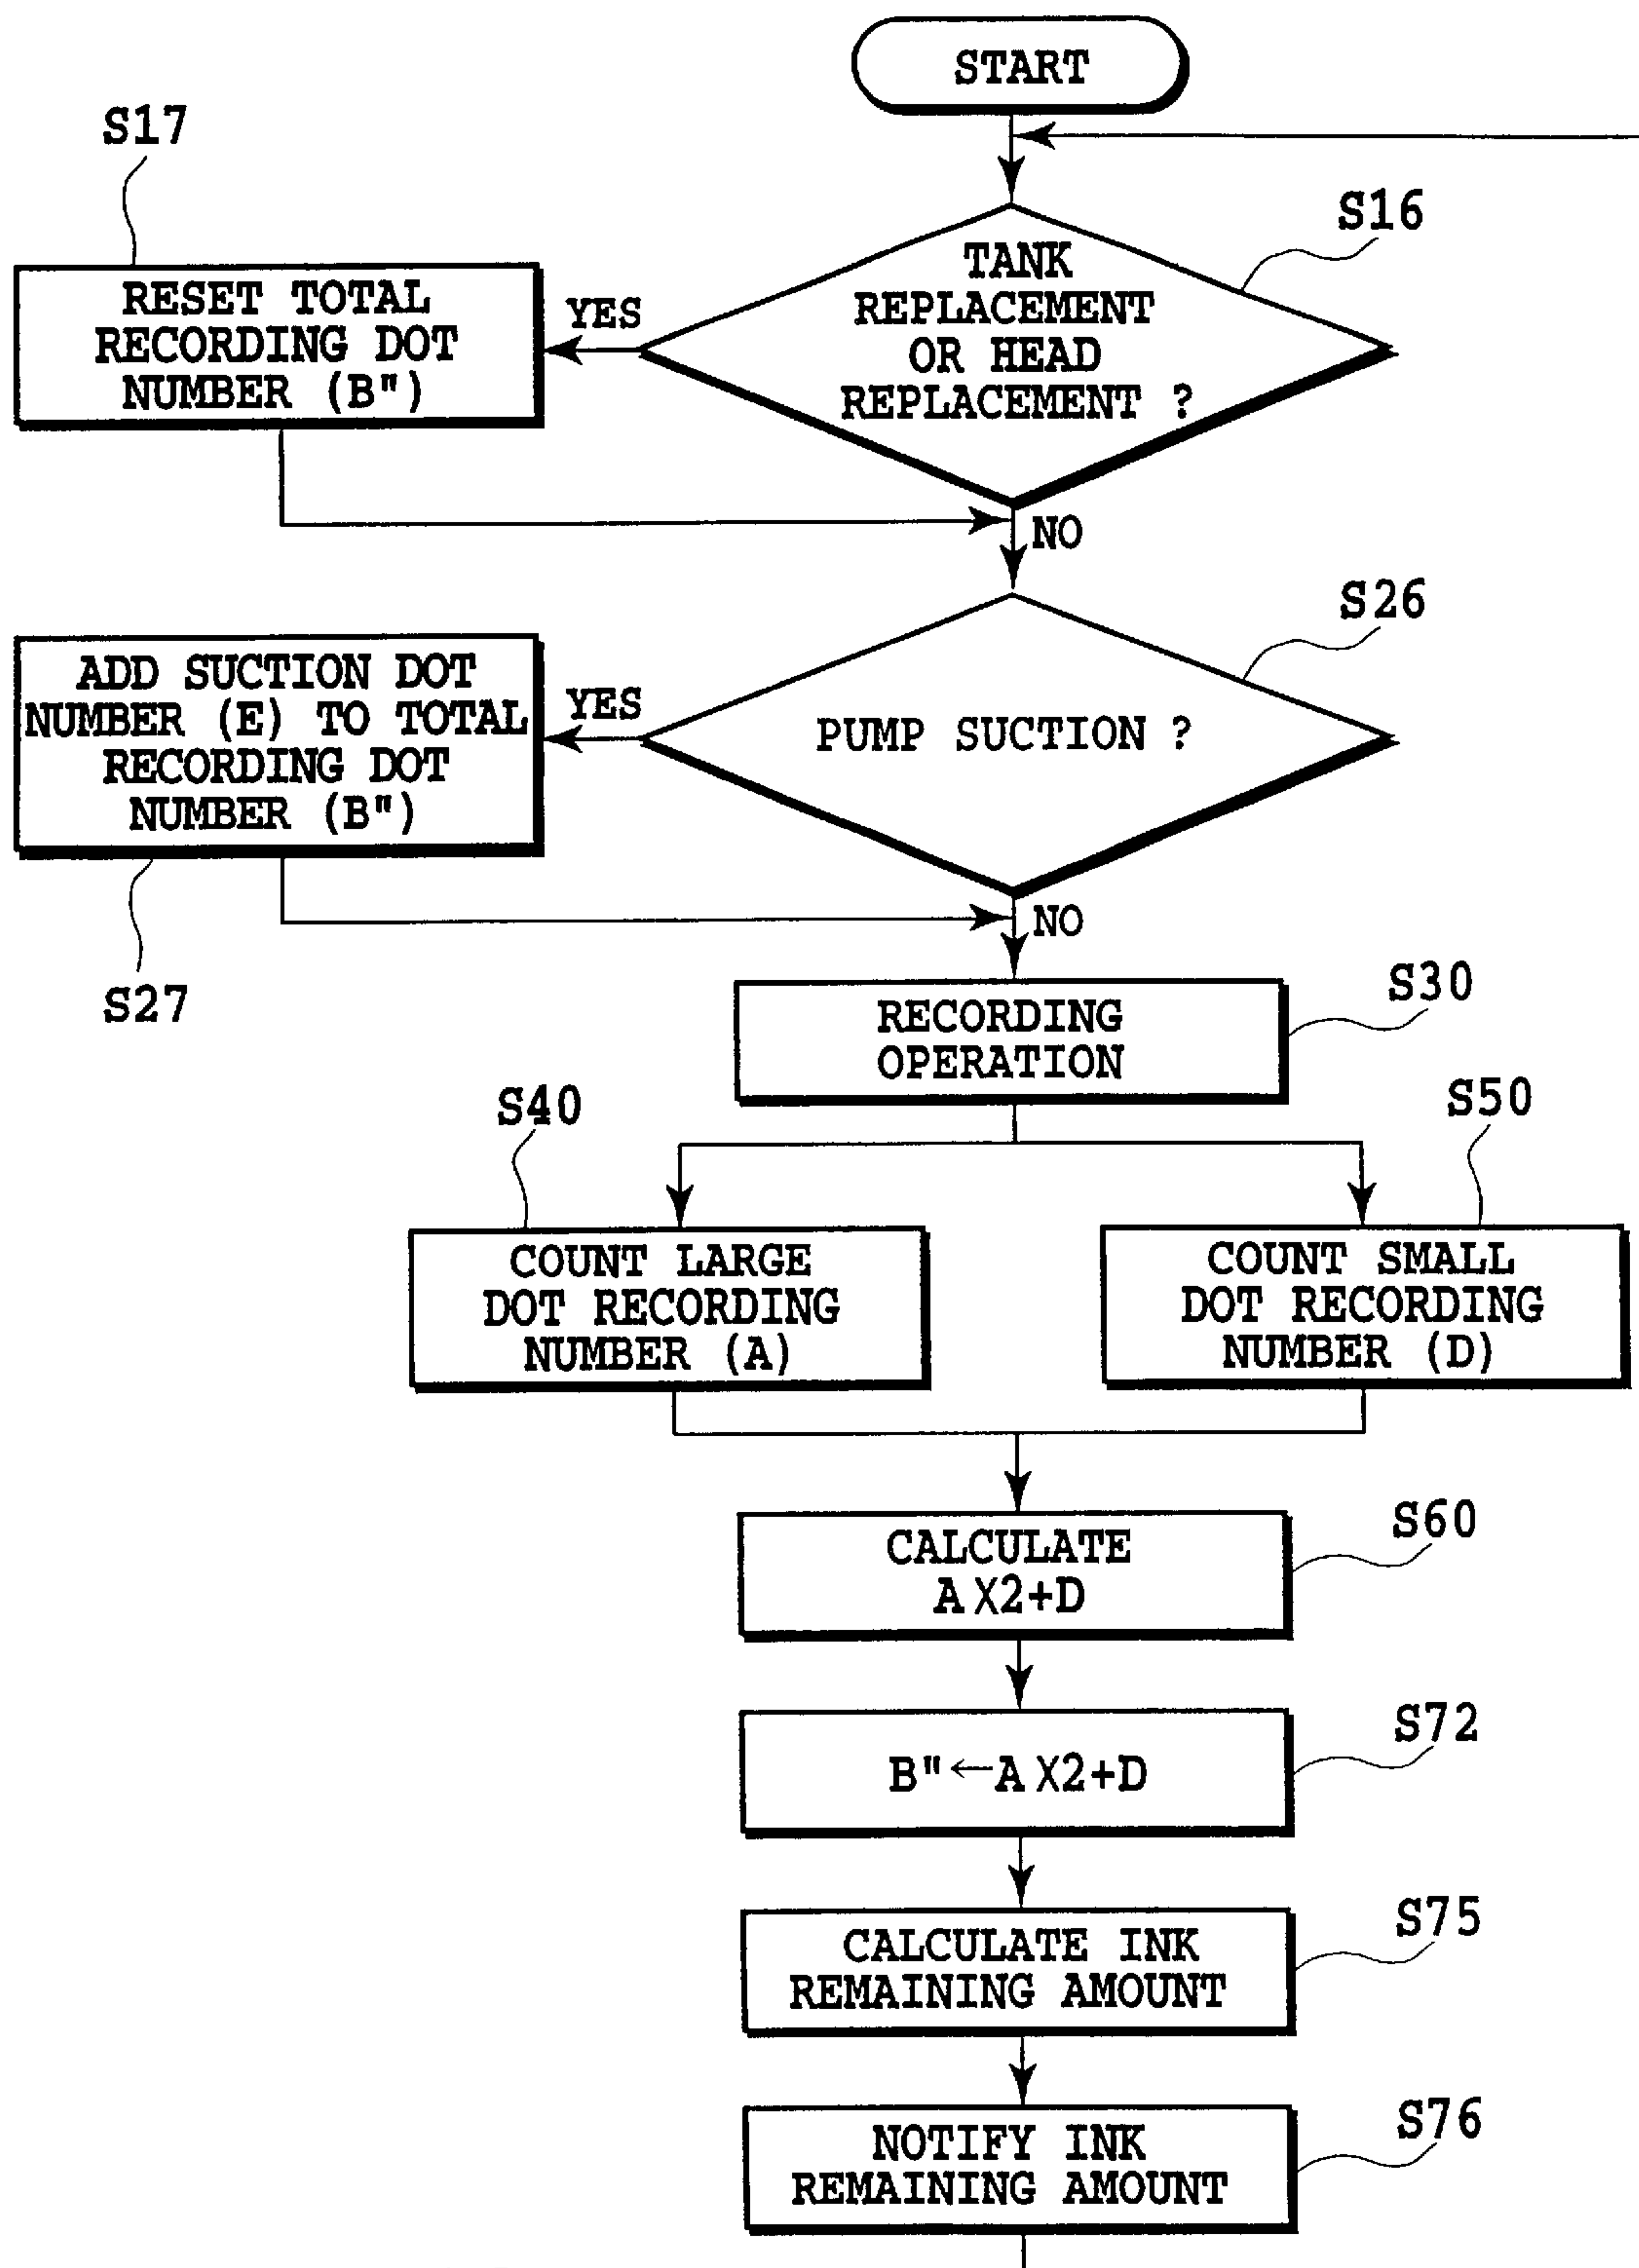 START
S17
S16
TANK
REPLACEMENT
OR HEAD
REPLACEMENT ?
YES
RESET TOTAL
RECORDING DOT
NUMBER (B")
NO
S26
PUMP SUCTION ?
YES
ADD SUCTION DOT
NUMBER (E) TO TOTAL
RECORDING DOT
NUMBER (B")
S27
NO
S30
RECORDING
OPERATION
S40
COUNT LARGE
DOT RECORDING
NUMBER (A)
S50
COUNT SMALL
DOT RECORDING
NUMBER (D)
S60
CALCULATE
A X2+D
S72
B"←A X2+D
S75
CALCULATE INK
REMAINING AMOUNT
S76
NOTIFY INK
REMAINING AMOUNT